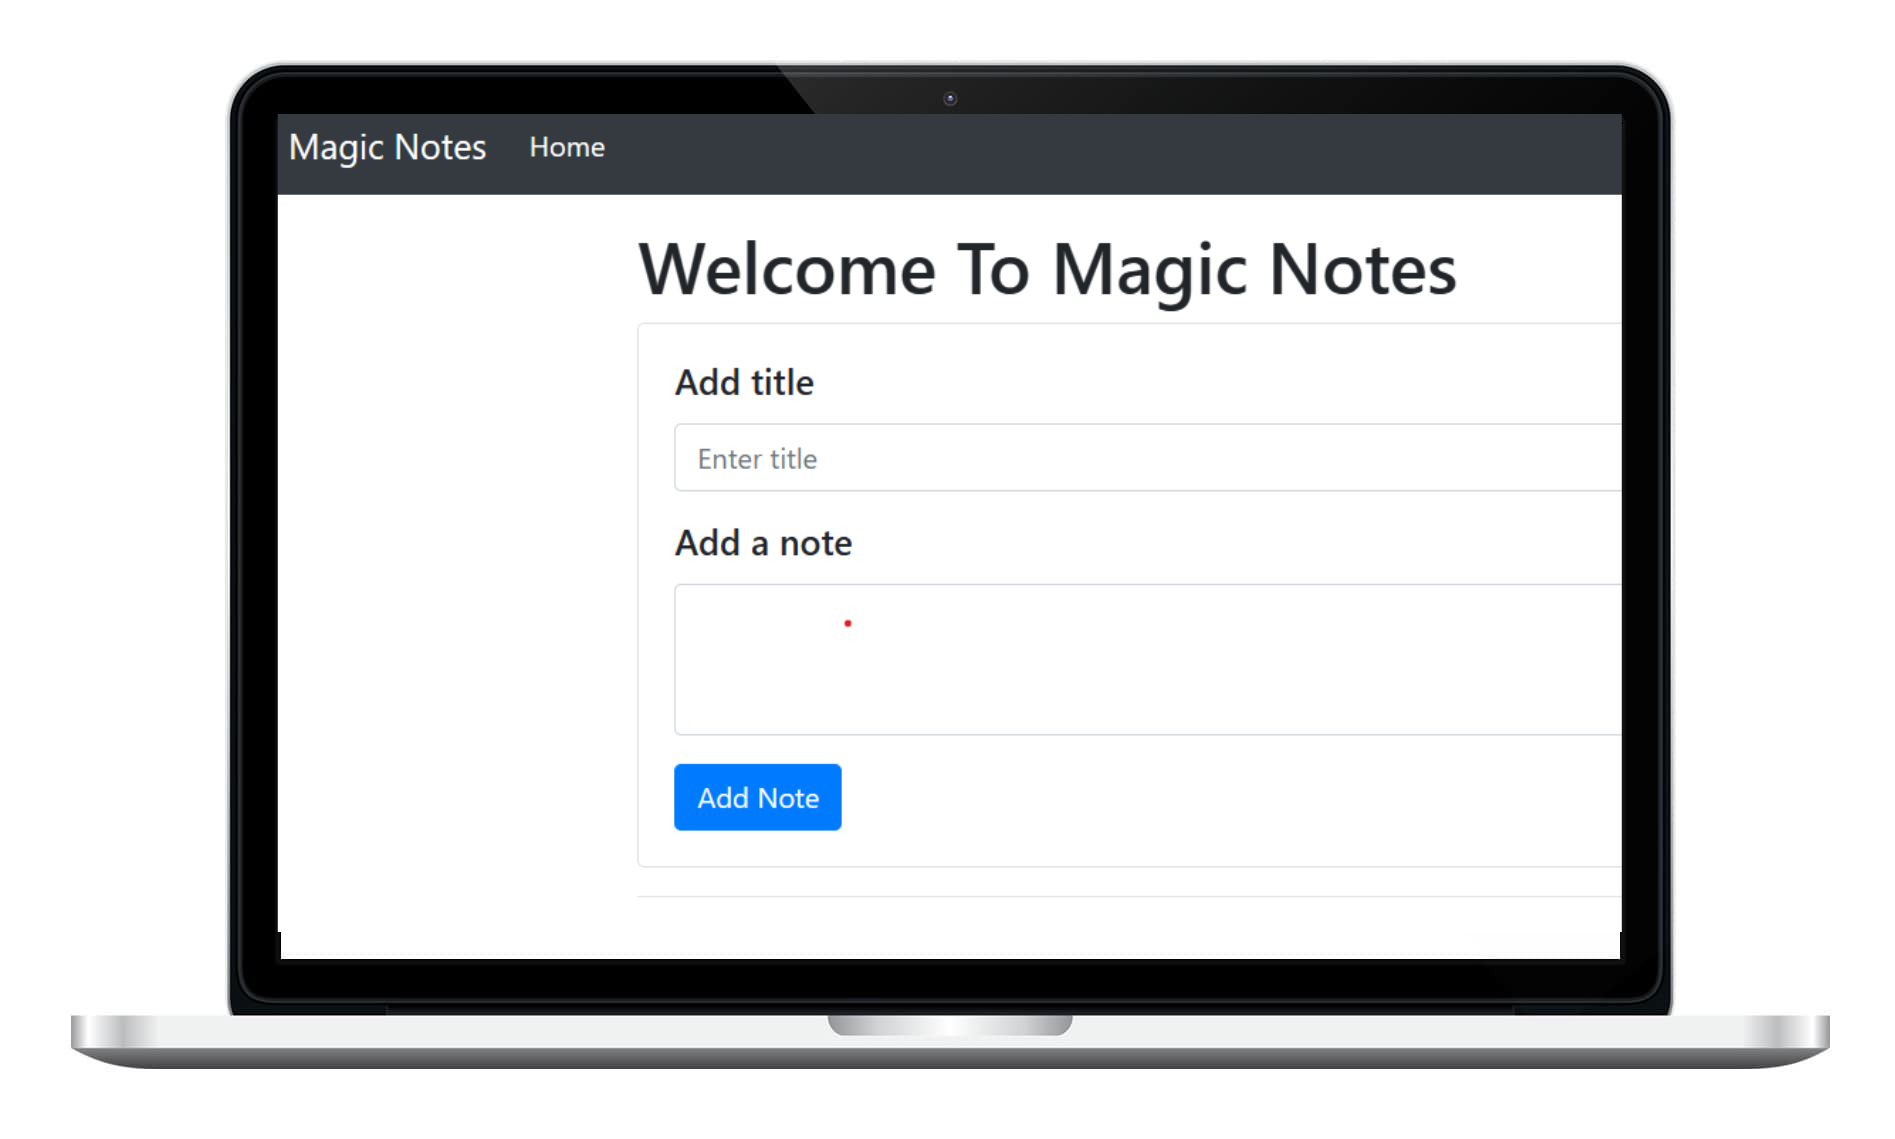 Magic Notes Home
Welcome To Magic Notes
Add title
Enter title
Add a note
Add Note